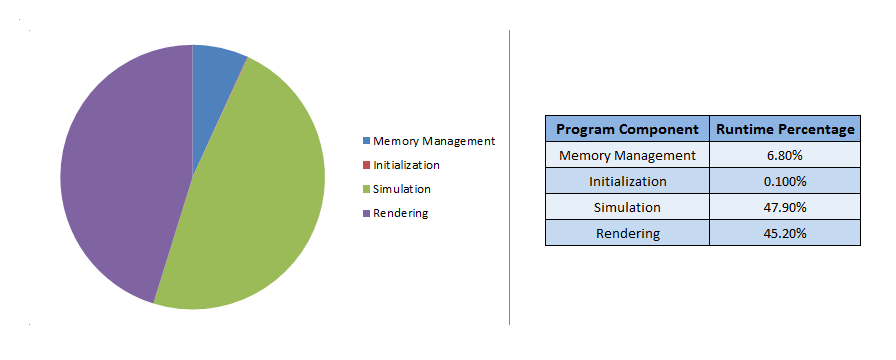 Memory Management
Initialization
Simulation
Rendering
Program Component Runtime Percentage
Memory Management 6.80%
Initialization 0.100%
Simulation 47.90%
Rendering 45.20%